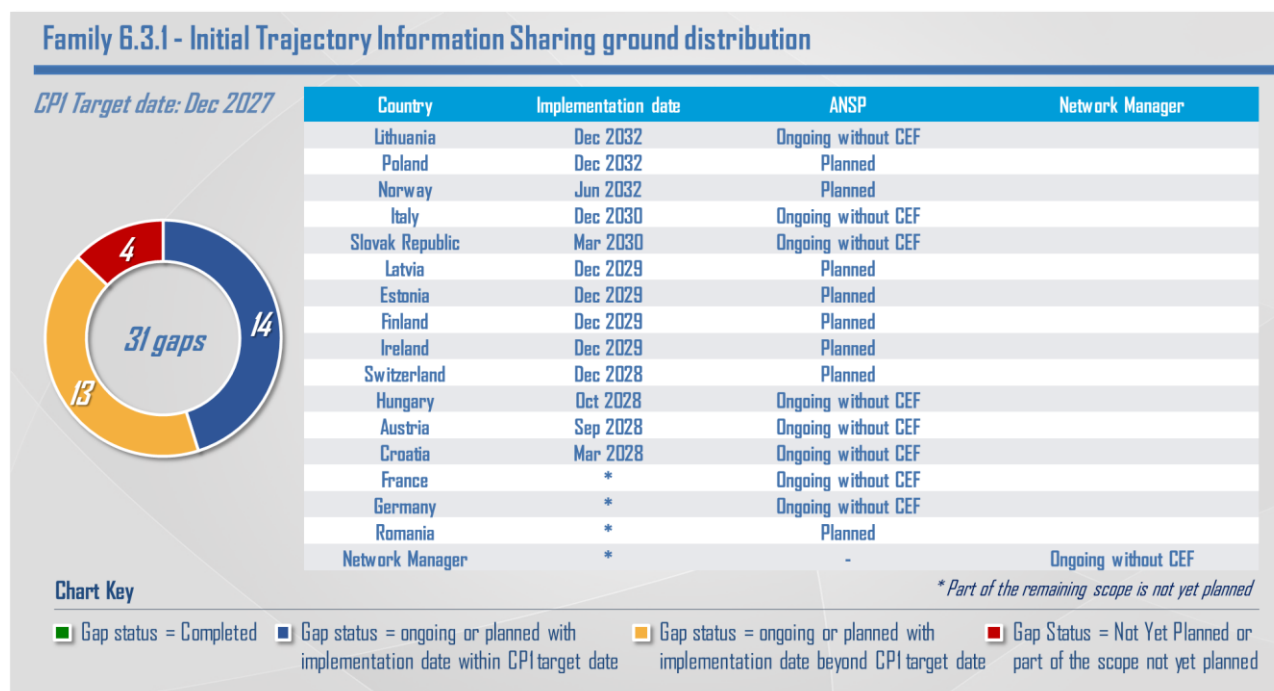 Family 6.3.1 - Initial Trajectory Information Sharing ground distribution
CP1 Target date: Dec 2027
Country Implementation date ANSP Network Manager
Lithuania Dec 2032 Ongoing without CEF
Poland Dec 2032 Planned
Norway Jun 2032 Planned
Italy Dec 2030 Ongoing without CEF
Slovak Republic Mar 2030 Ongoing without CEF
Latvia Dec 2029 Planned
Estonia Dec 2029 Planned
Finland Dec 2029 Planned
Ireland Dec 2029 Planned
Switzerland Dec 2028 Planned
Hungary Oct 2028 Ongoing without CEF
Austria Sep 2028 Ongoing without CEF
Croatia Mar 2028 Ongoing without CEF
France * Ongoing without CEF
Germany * Ongoing without CEF
Romania * Planned
Network Manager * - Ongoing without CEF
4
14
31 gaps
13
* Part of the remaining scope is not yet planned
Chart Key
Gap status = Completed
Gap status = ongoing or planned with
implementation date within CP1 target date
Gap status = ongoing or planned with
implementation date beyond CP1 target date
Gap Status = Not Yet Planned or
part of the scope not yet planned